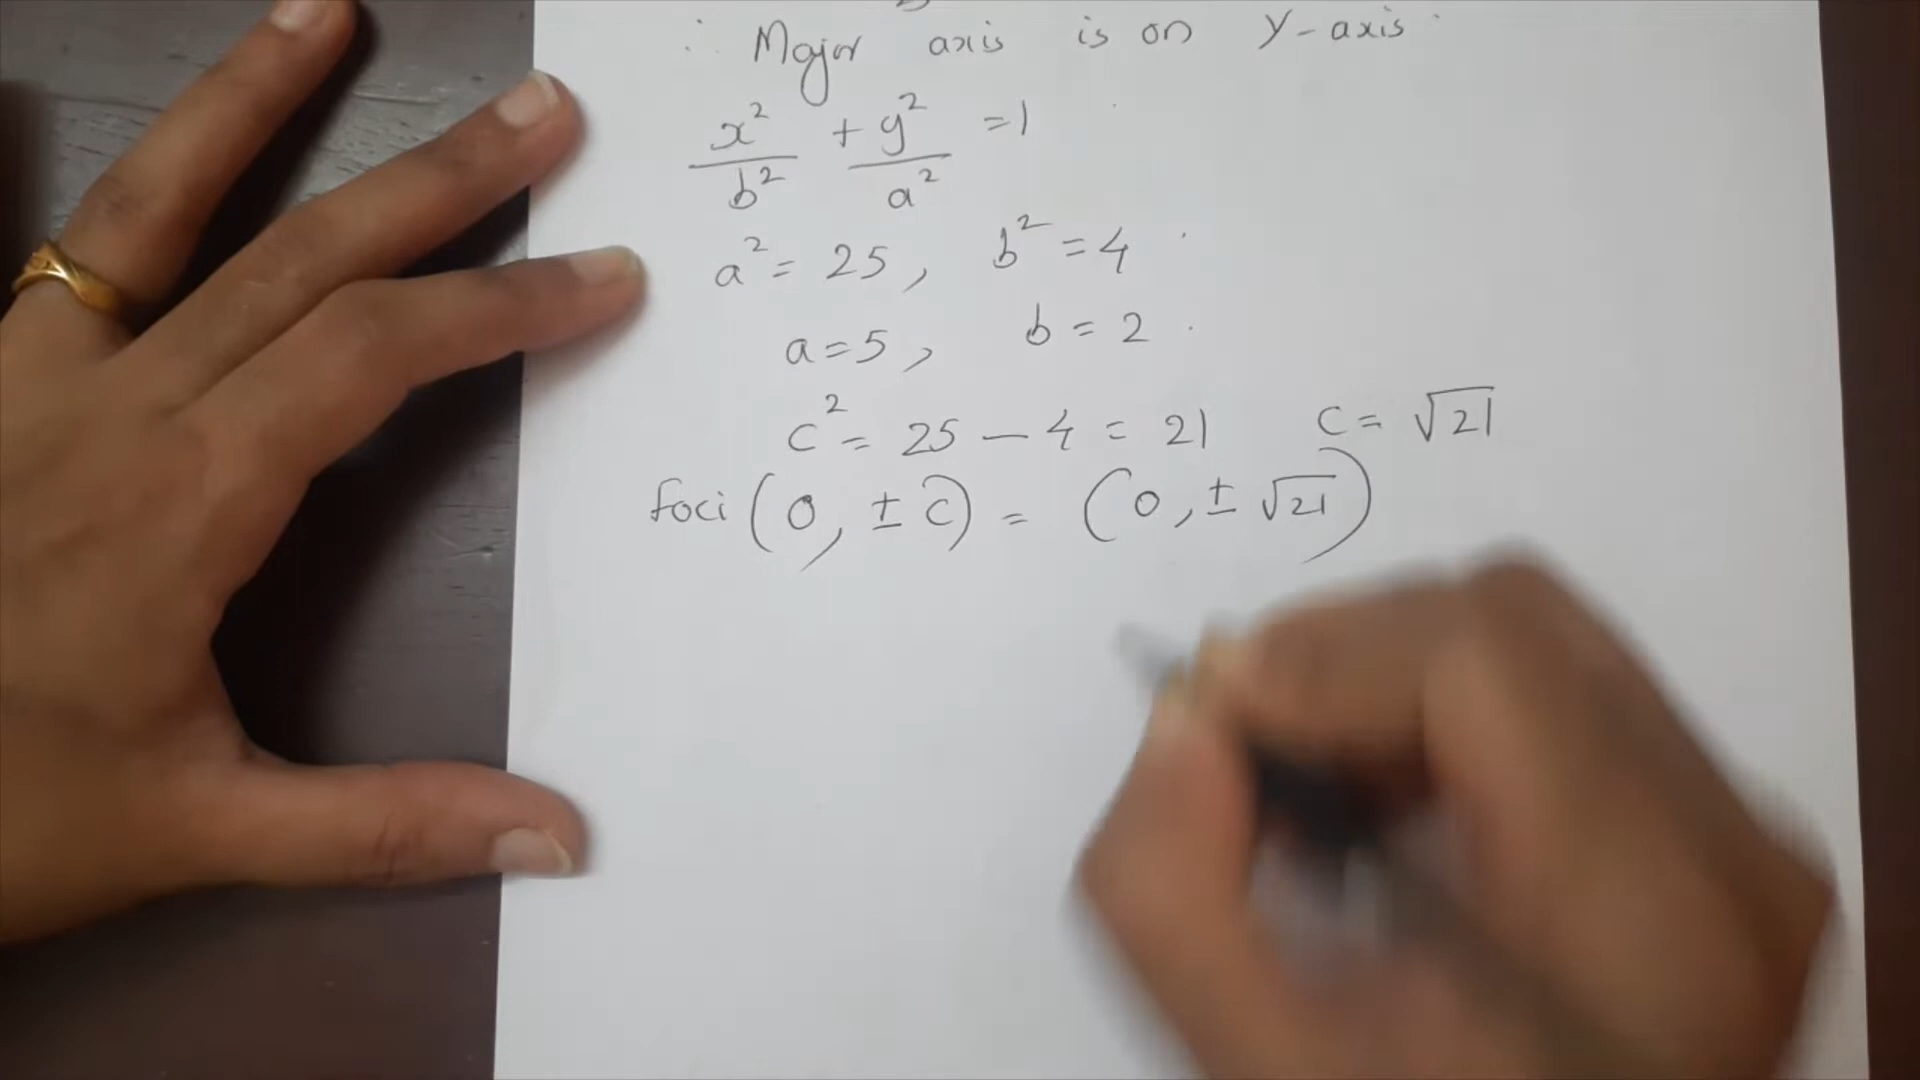 ∴ Major axis is on Y-axis.
x²/b² + y²/a² = 1
a² = 25, b² = 4
a = 5, b = 2
c² = 25 - 4 = 21 c = √21
foci (0, ± c) = (0, ± √21)